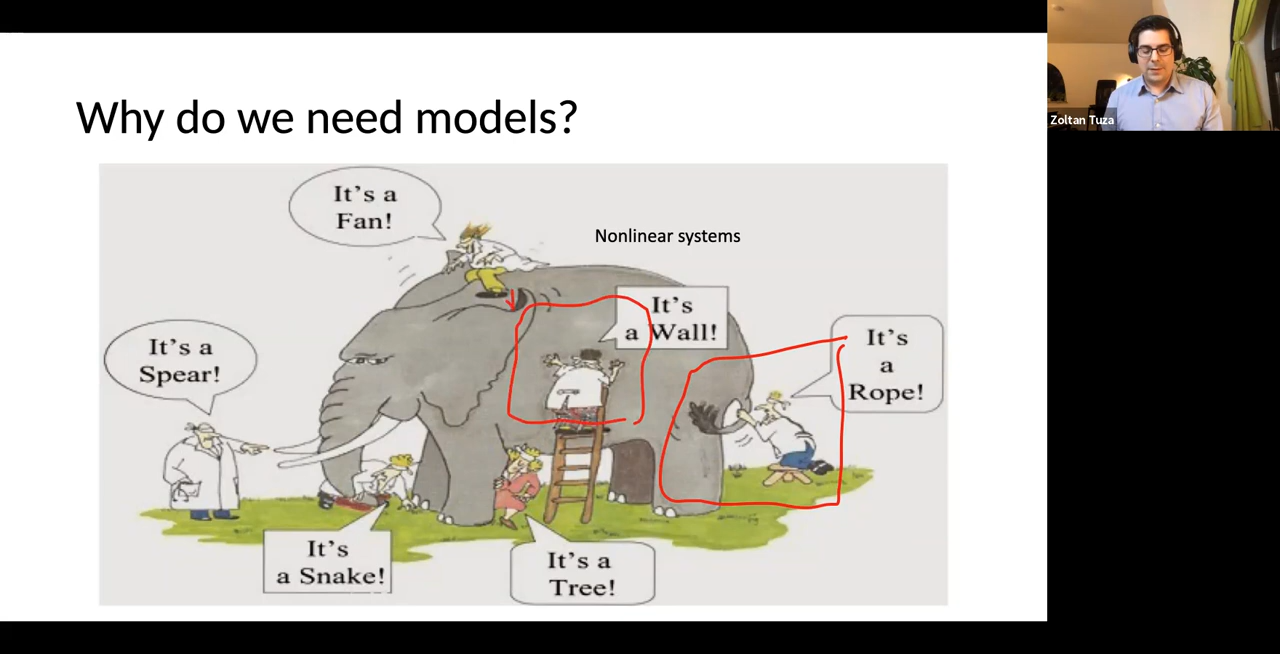 Why do we need models?
It's a
Fan!
Nonlinear systems
It's
a Wall!
It's a
Spear!
It's
a
Rope!
It's
a Snake!
It's a
Tree!
Zoltan Tuza